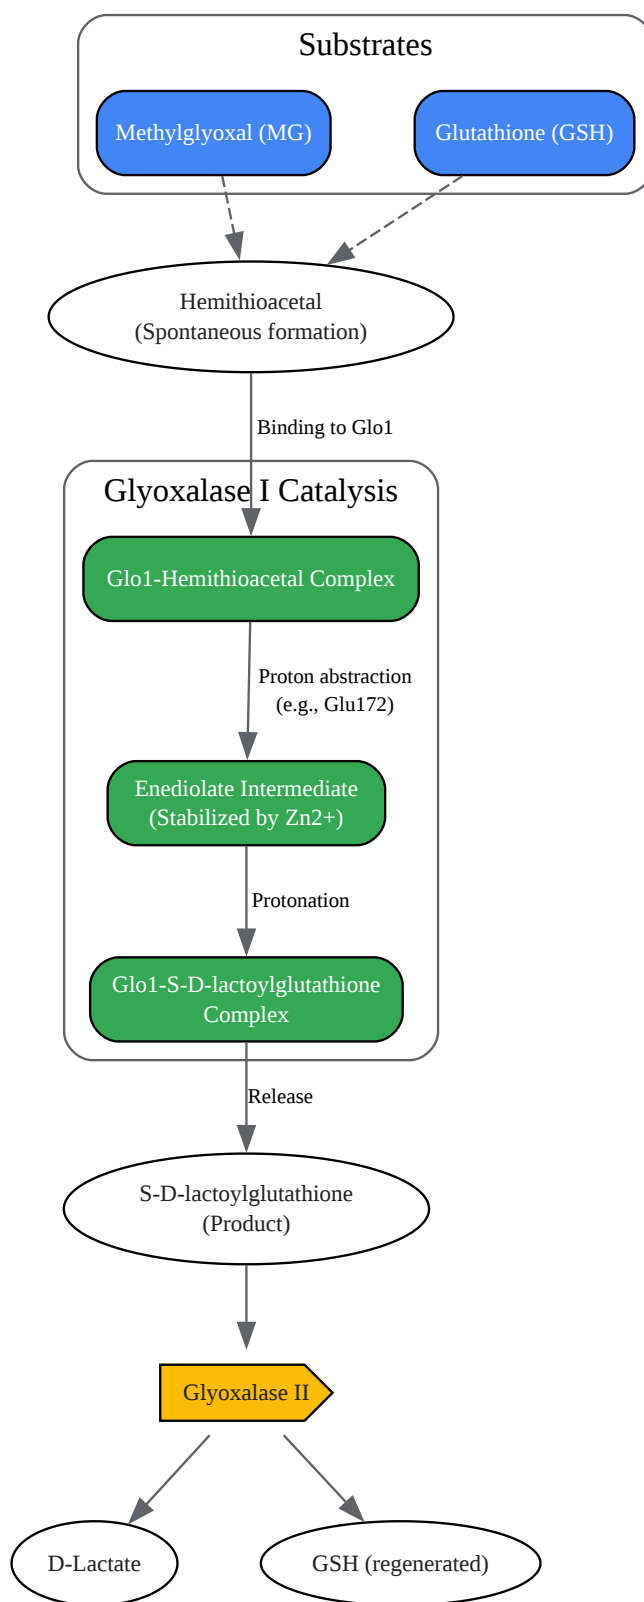 Substrates
Methylglyoxal (MG)
Glutathione (GSH)
Hemithioacetal
(Spontaneous formation)
Binding to Glo1
Glyoxalase I Catalysis
Glo1-Hemithioacetal Complex
Proton abstraction
(e.g., Glu172)
Enediolate Intermediate
(Stabilized by Zn2+)
Protonation
Glo1-S-D-lactoylglutathione
Complex
Release
S-D-lactoylglutathione
(Product)
Glyoxalase II
D-Lactate
GSH (regenerated)